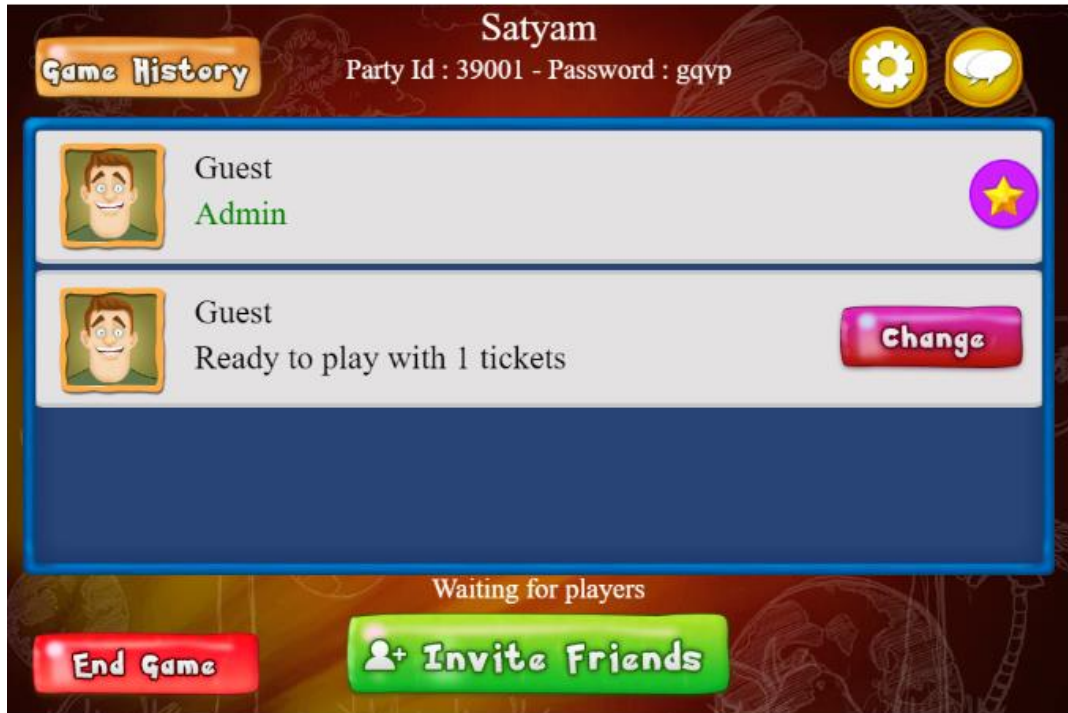 Satyam
Game History
Party Id : 39001 - Password : gqvp
Guest
Admin
Guest
Ready to play with 1 tickets
Change
Waiting for players
End Game
Invite Friends